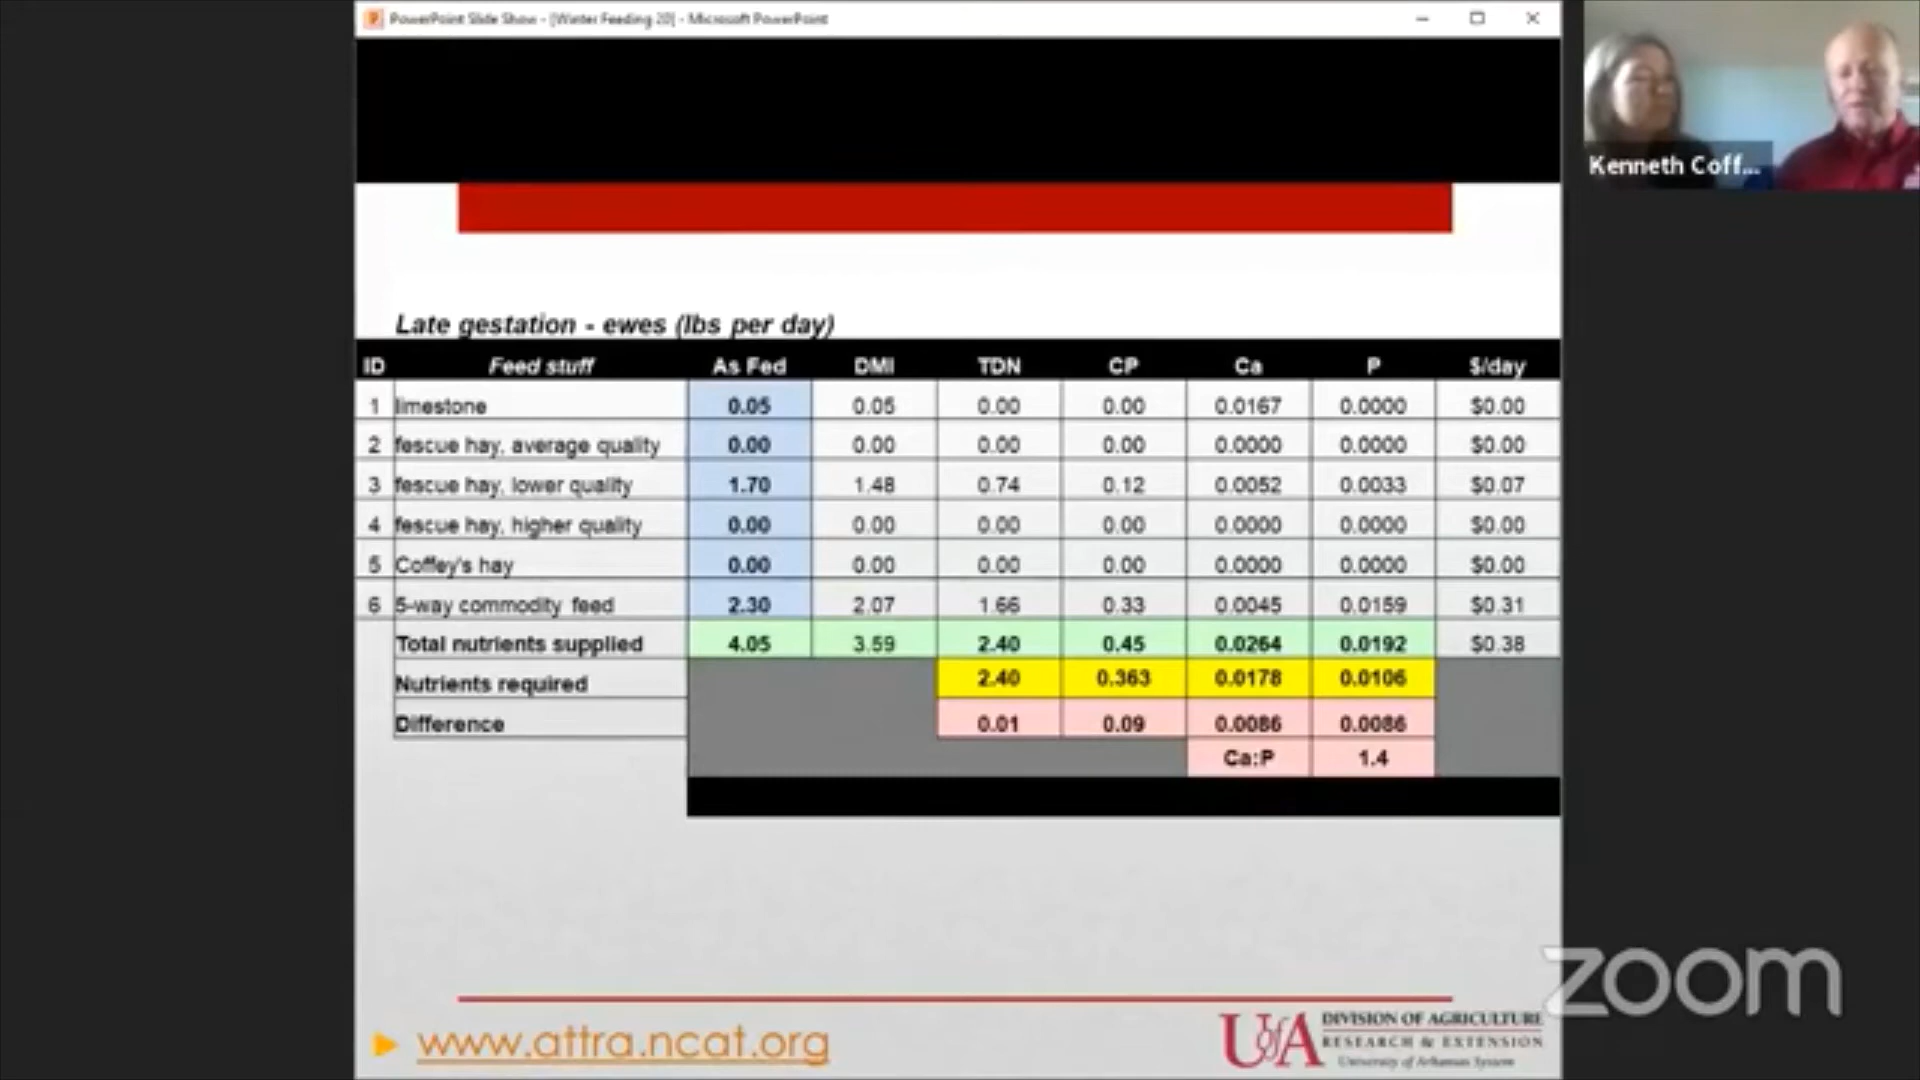 PowerPoint Slide Show - [Winter Feeding 20] - Microsoft PowerPoint
Kenneth Coff...
Late gestation - ewes (lbs per day)
ID Feed stuff As Fed DMI TDN CP Ca P $/day
1 limestone 0.05 0.05 0.00 0.00 0.0167 0.0000 $0.00
2 fescue hay, average quality 0.00 0.00 0.00 0.00 0.0000 0.0000 $0.00
3 fescue hay, lower quality 1.70 1.48 0.74 0.12 0.0052 0.0033 $0.07
4 fescue hay, higher quality 0.00 0.00 0.00 0.00 0.0000 0.0000 $0.00
5 Coffey's hay 0.00 0.00 0.00 0.00 0.0000 0.0000 $0.00
6 5-way commodity feed 2.30 2.07 1.66 0.33 0.0045 0.0159 $0.31
Total nutrients supplied 4.05 3.59 2.40 0.45 0.0264 0.0192 $0.38
Nutrients required 2.40 0.363 0.0178 0.0106
Difference 0.01 0.09 0.0086 0.0086
Ca:P 1.4
zoom
www.attra.ncat.org
UofA DIVISION OF AGRICULTURE
RESEARCH & EXTENSION
University of Arkansas System